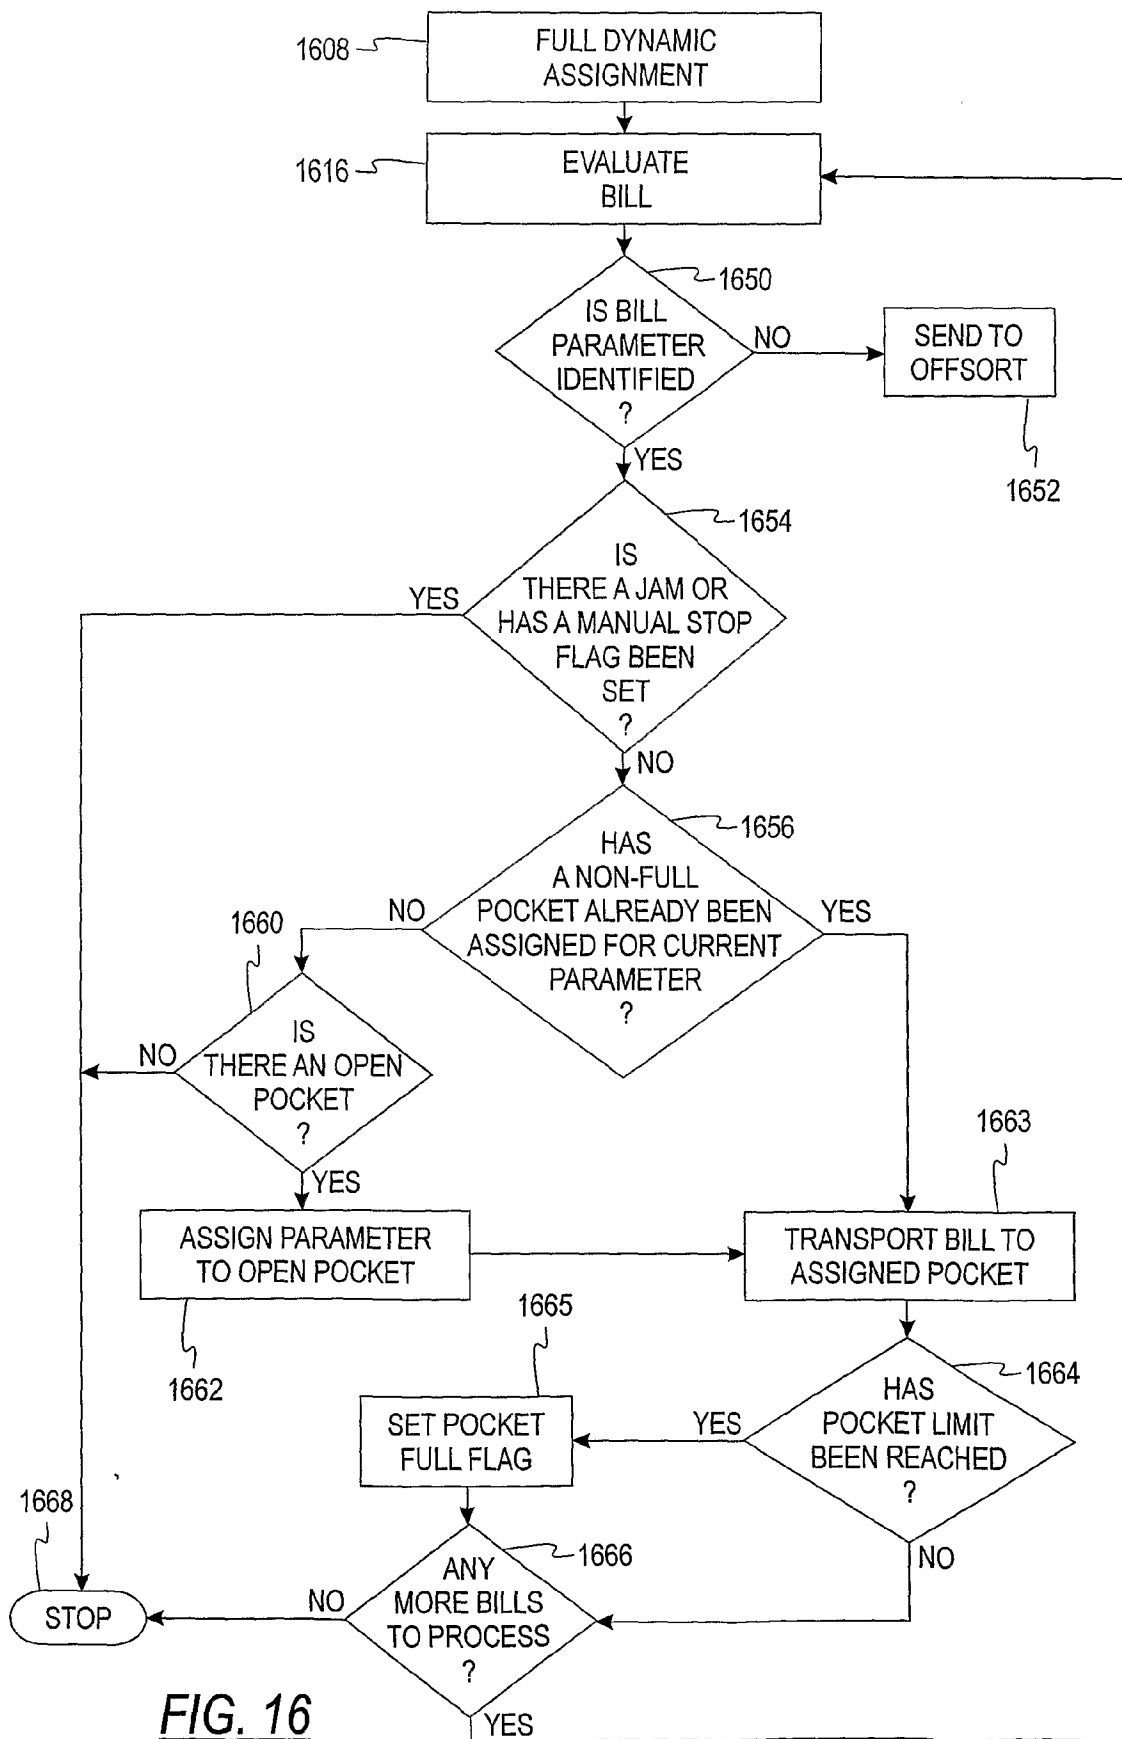 1608
FULL DYNAMIC
ASSIGNMENT
1616
EVALUATE
BILL
1650
IS BILL
PARAMETER
IDENTIFIED
?
NO
SEND TO
OFFSORT
1652
YES
1654
IS
THERE A JAM OR
HAS A MANUAL STOP
FLAG BEEN
SET
?
YES
NO
1656
HAS
A NON-FULL
POCKET ALREADY BEEN
ASSIGNED FOR CURRENT
PARAMETER
?
NO
YES
1660
IS
THERE AN OPEN
POCKET
?
NO
YES
1663
ASSIGN PARAMETER
TO OPEN POCKET
1662
TRANSPORT BILL TO
ASSIGNED POCKET
1665
SET POCKET
FULL FLAG
1664
HAS
POCKET LIMIT
BEEN REACHED
?
YES
NO
1668
STOP
1666
ANY
MORE BILLS
TO PROCESS
?
NO
YES
FIG. 16